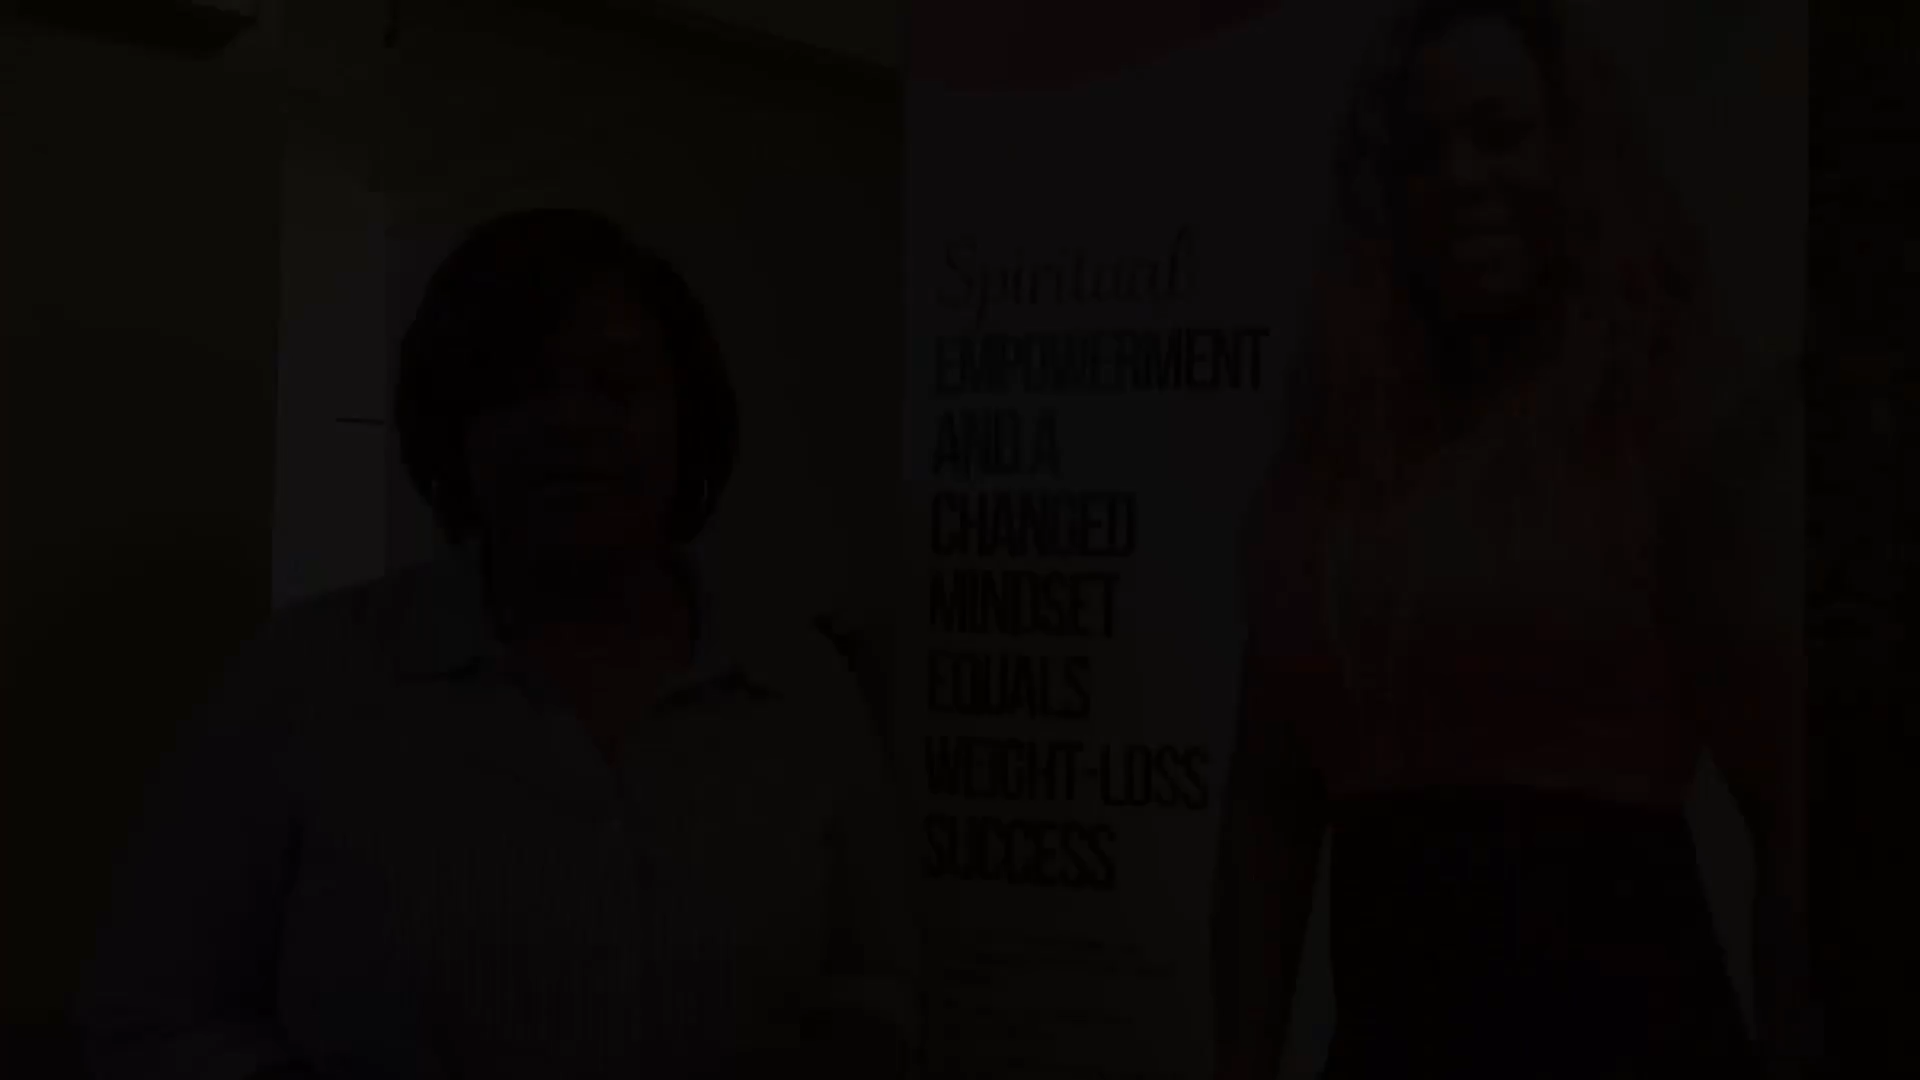 Spiritual
EMPOWERMENT
AND A
CHANGED
MINDSET
EQUALS
WEIGHT-LOSS
SUCCESS